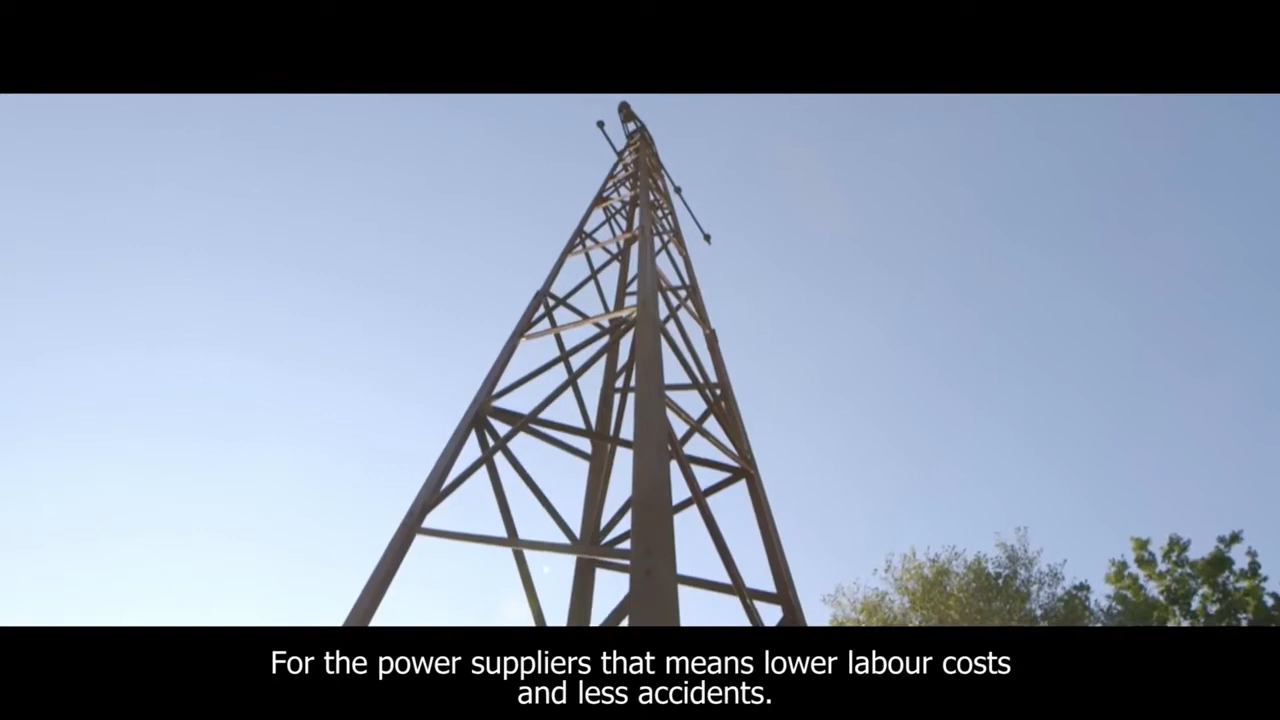 For the power suppliers that means lower labour costs
and less accidents.